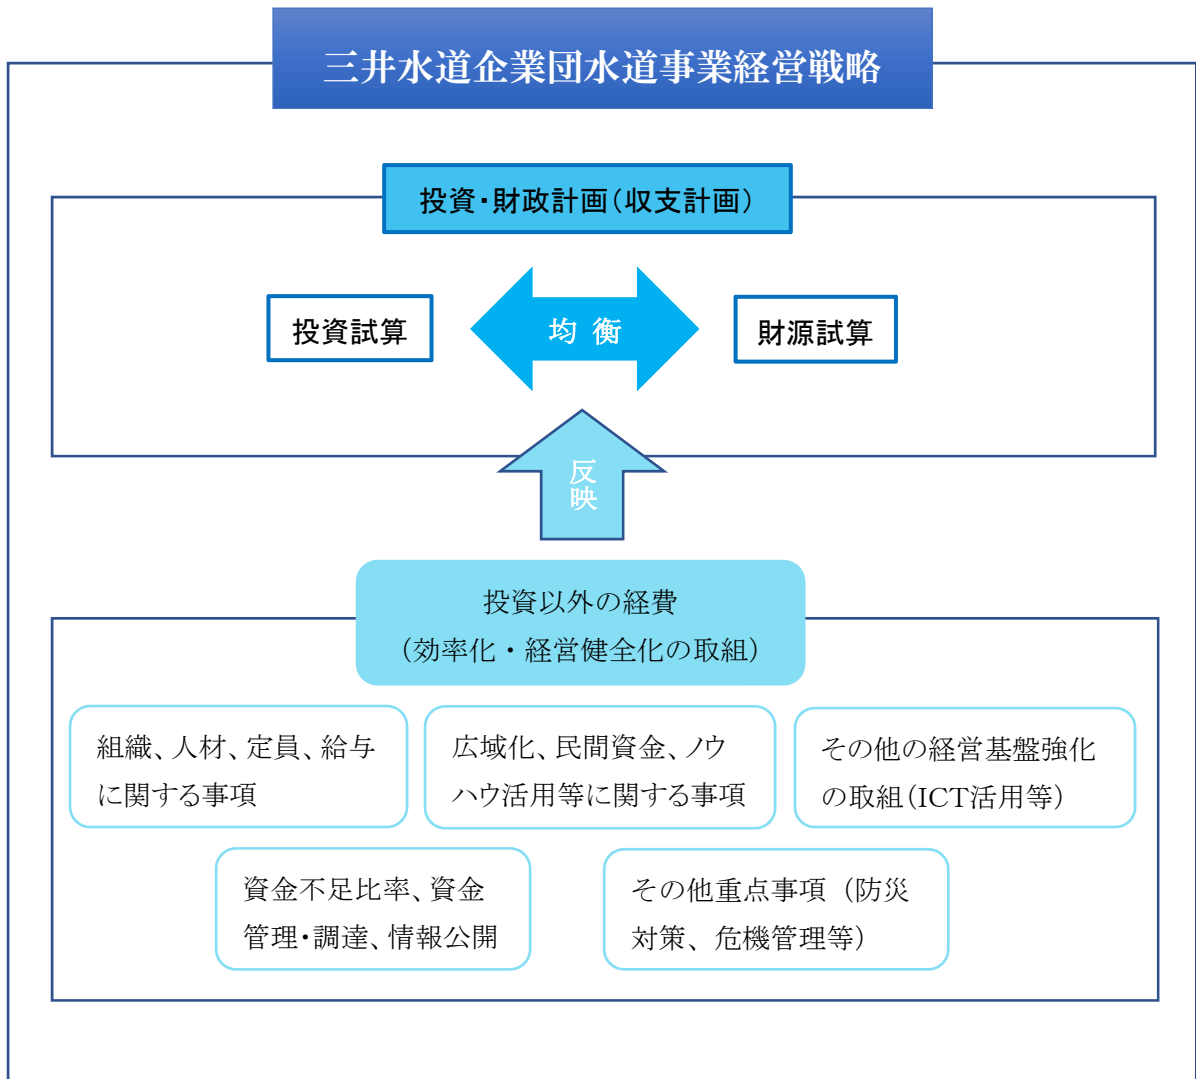 三井水道企業団水道事業経営戦略
投資・財政計画（収支計画）
投資試算
均 衡
財源試算
反映
投資以外の経費
（効率化・経営健全化の取組）
組織、人材、定員、給与
に関する事項
広域化、民間資金、ノウ
ハウ活用等に関する事項
その他の経営基盤強化
の取組（ICT活用等）
資金不足比率、資金
管理・調達、情報公開
その他重点事項（防災
対策、危機管理等）